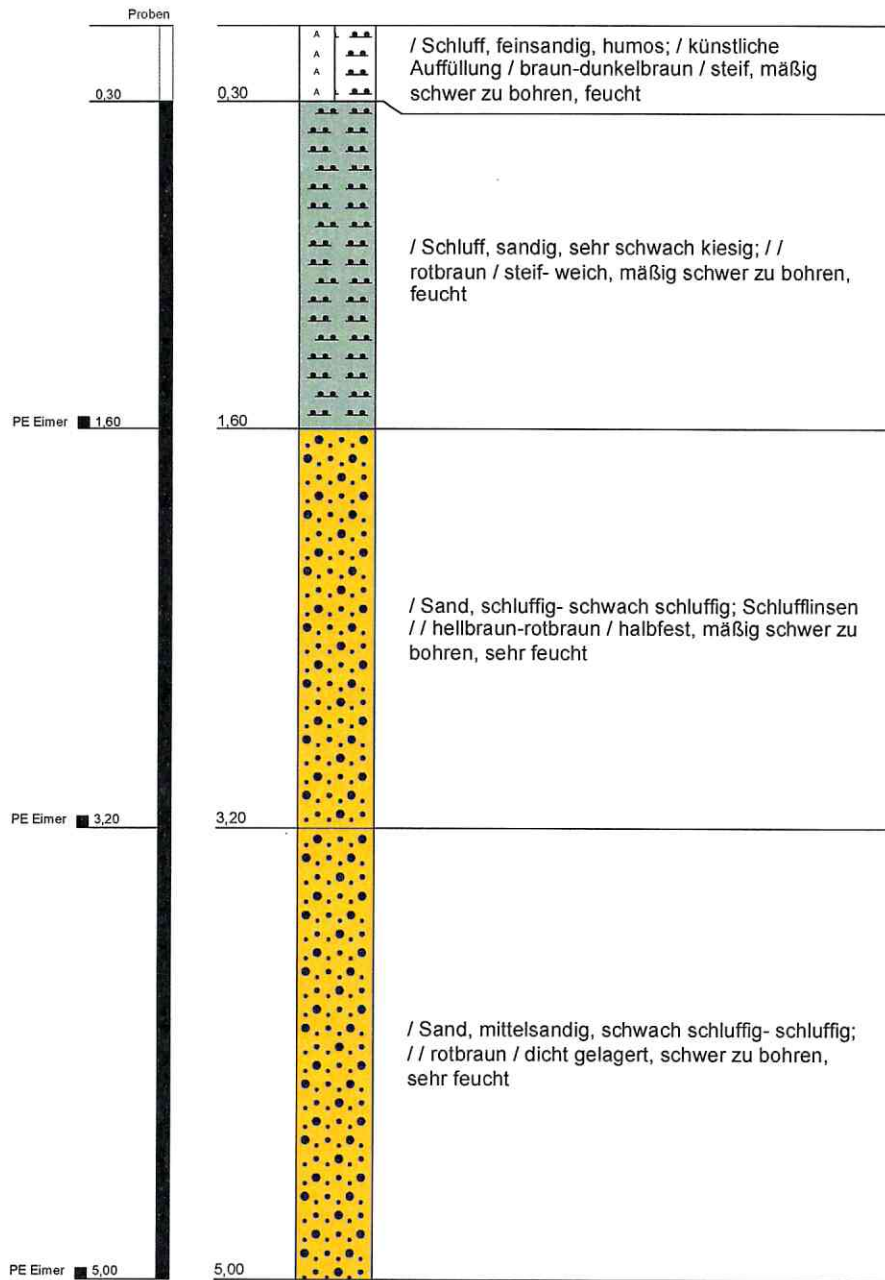 Proben
A
A
A
A
/ Schluff, feinsandig, humos; / künstliche
Auffüllung / braun-dunkelbraun / steif, mäßig
schwer zu bohren, feucht
0,30 0,30
/ Schluff, sandig, sehr schwach kiesig; / /
rotbraun / steif- weich, mäßig schwer zu bohren,
feucht
PE Eimer 1,60 1,60
/ Sand, schluffig- schwach schluffig; Schlufflinsen
/ / hellbraun-rotbraun / halbfest, mäßig schwer zu
bohren, sehr feucht
PE Eimer 3,20 3,20
/ Sand, mittelsandig, schwach schluffig- schluffig;
/ / rotbraun / dicht gelagert, schwer zu bohren,
sehr feucht
PE Eimer 5,00 5,00